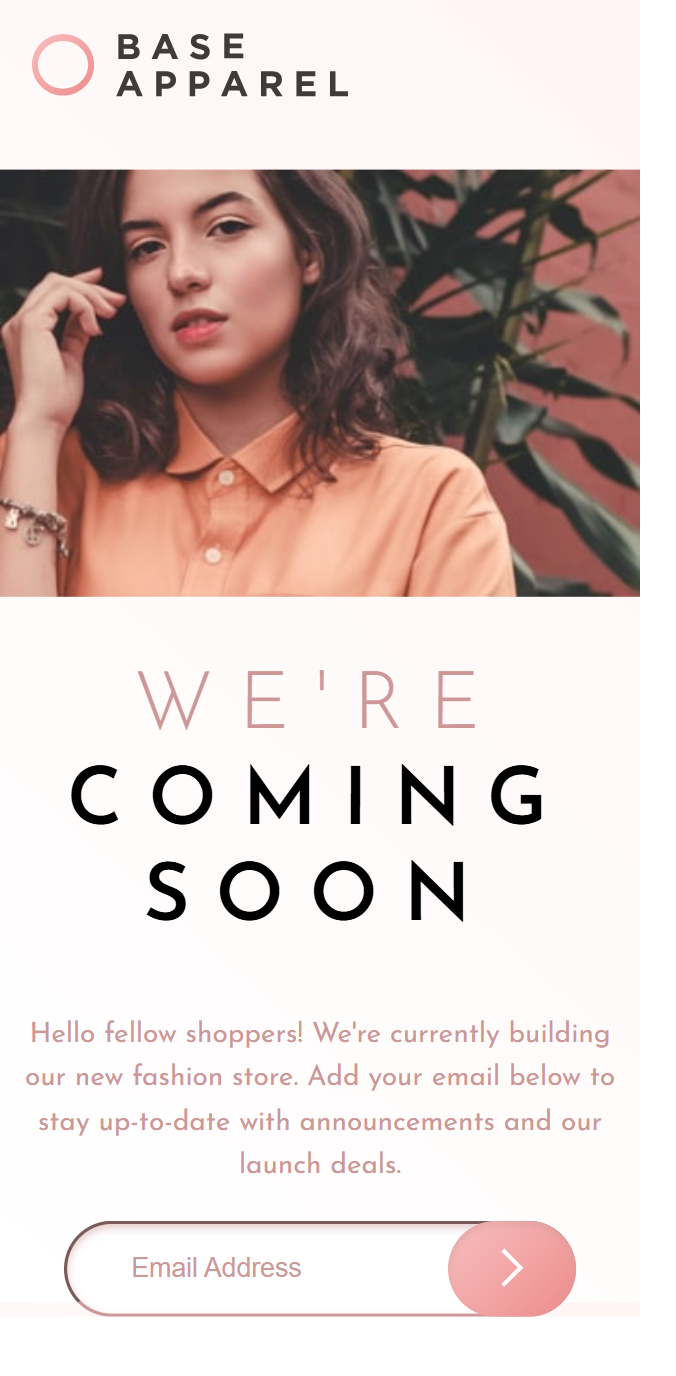 BASE
APPAREL
WE'RE
COMING
SOON
Hello fellow shoppers! We're currently building
our new fashion store. Add your email below to
stay up-to-date with announcements and our
launch deals.
Email Address